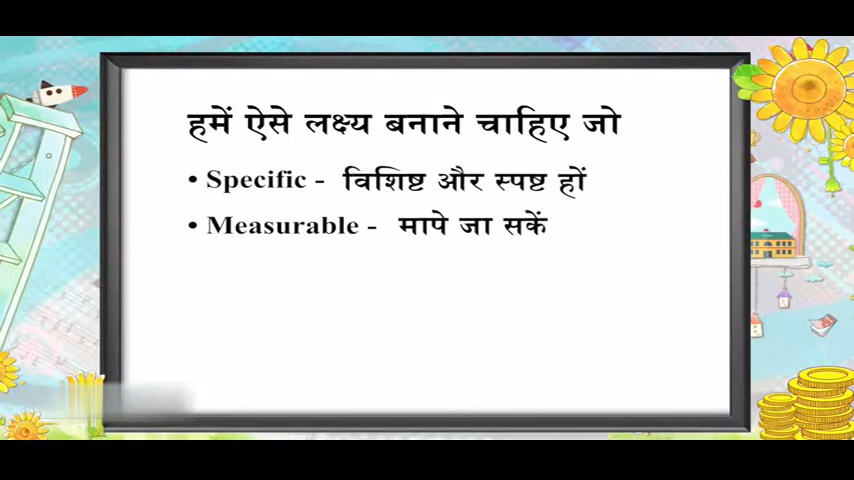 हमें ऐसे लक्ष्य बनाने चाहिए जो
• Specific - विशिष्ट और स्पष्ट हों
• Measurable - मापे जा सकें